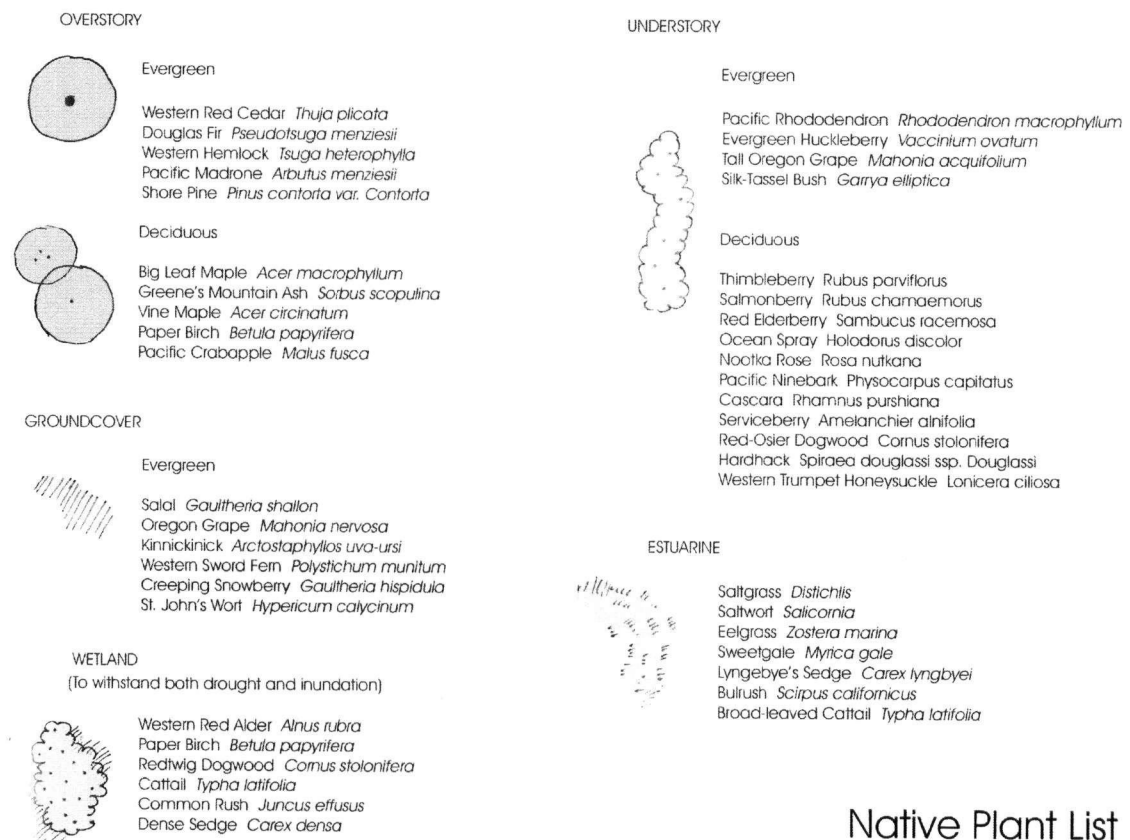 OVERSTORY
Evergreen
Western Red Cedar Thuja plicata
Douglas Fir Pseudotsuga menziesii
Western Hemlock Tsuga heterophylla
Pacific Madrone Arbutus menziesii
Shore Pine Pinus contorta var. Contorta
Deciduous
Big Leaf Maple Acer macrophyllum
Greene's Mountain Ash Sorbus scopulina
Vine Maple Acer circinatum
Paper Birch Betula papyrifera
Pacific Crabapple Malus fusca
GROUNDCOVER
Evergreen
Salal Gaultheria shallon
Oregon Grape Mahonia nervosa
Kinnickinick Arctostaphyllos uva-ursi
Western Sword Fern Polystichum munitum
Creeping Snowberry Gaultheria hispidula
St. John's Wort Hypericum calycinum
WETLAND
(To withstand both drought and inundation)
Western Red Alder Alnus rubra
Paper Birch Betula papyrifera
Redtwig Dogwood Cornus stolonifera
Cattail Typha latifolia
Common Rush Juncus effusus
Dense Sedge Carex densa
UNDERSTORY
Evergreen
Pacific Rhododendron Rhododendron macrophyllum
Evergreen Huckleberry Vaccinium ovatum
Tall Oregon Grape Mahonia acquifolium
Silk-Tassel Bush Garrya elliptica
Deciduous
Thimbleberry Rubus parviflorus
Salmonberry Rubus chamaemorus
Red Elderberry Sambucus racemosa
Ocean Spray Holodorus discolor
Nootka Rose Rosa nutkana
Pacific Ninebark Physocarpus capitatus
Cascara Rhamnus purshiana
Serviceberry Amelanchier alnifolia
Red-Osier Dogwood Cornus stolonifera
Hardhack Spiraea douglassi ssp. Douglassi
Western Trumpet Honeysuckle Lonicera ciliosa
ESTUARINE
Saltgrass Distichlis
Saltwort Salicornia
Eelgrass Zostera marina
Sweetgale Myrica gale
Lyngebye's Sedge Carex lyngbyei
Bulrush Scirpus californicus
Broad-leaved Cattail Typha latifolia
Native Plant List